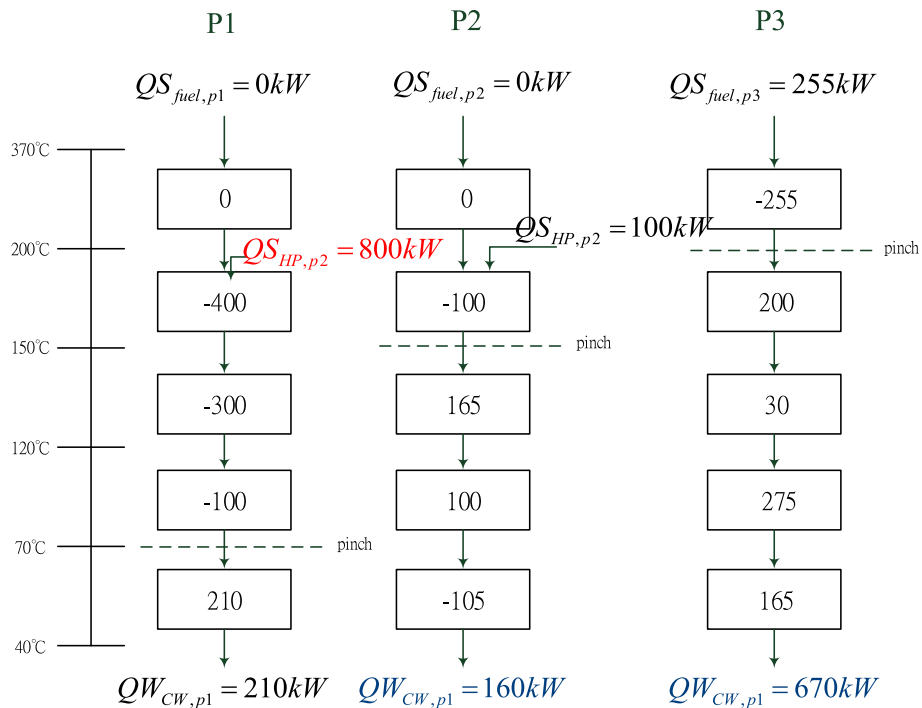 P1 P2 P3
QS_fuel,p1 = 0kW QS_fuel,p2 = 0kW QS_fuel,p3 = 255kW
370℃
0 0 -255
QS_HP,p2 = 100kW
200℃ QS_HP,p2 = 800kW pinch
-400 -100 200
150℃ pinch
-300 165 30
120℃
-100 100 275
70℃ pinch
210 -105 165
40℃
QW_CW,p1 = 210kW QW_CW,p1 = 160kW QW_CW,p1 = 670kW